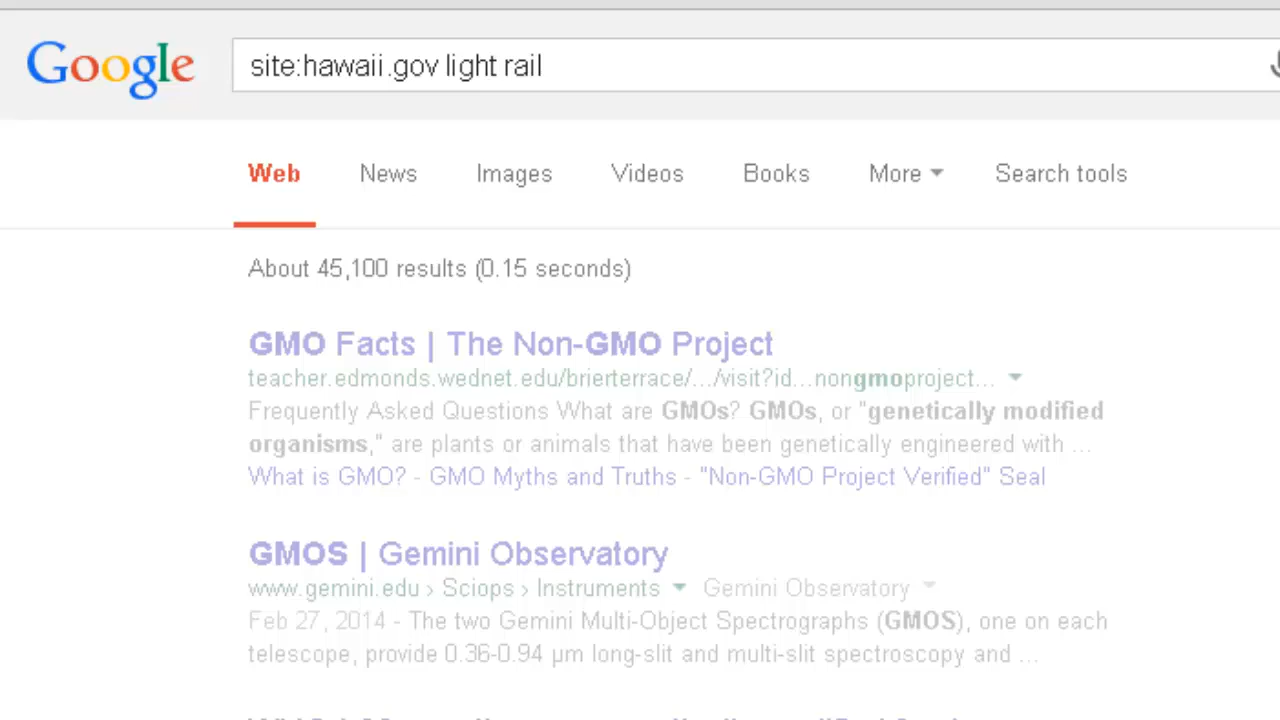 Google
site:hawaii.gov light rail
Web News Images Videos Books More Search tools
About 45,100 results (0.15 seconds)
GMO Facts | The Non-GMO Project
teacher.edmonds.wednet.edu/brierterrace/.../visit?id...nongmoproject...
Frequently Asked Questions What are GMOs? GMOs, or "genetically modified
organisms," are plants or animals that have been genetically engineered with ...
What is GMO? - GMO Myths and Truths - "Non-GMO Project Verified" Seal
GMOS | Gemini Observatory
www.gemini.edu › Sciops › Instruments Gemini Observatory
Feb 27, 2014 - The two Gemini Multi-Object Spectrographs (GMOS), one on each
telescope, provide 0.36-0.94 µm long-slit and multi-slit spectroscopy and ...